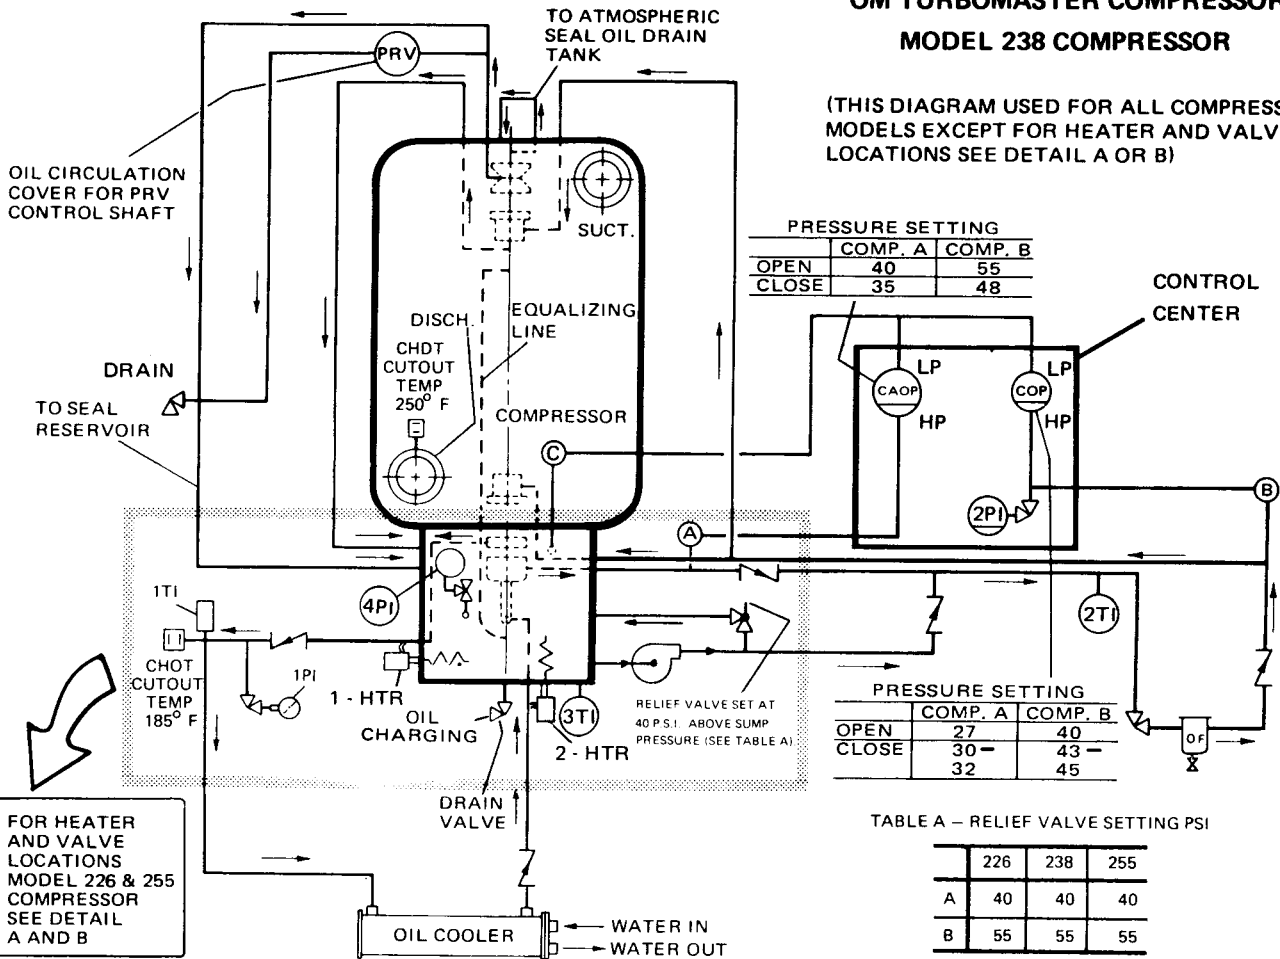 OM TURBOMASTER COMPRESSOR
MODEL 238 COMPRESSOR
(THIS DIAGRAM USED FOR ALL
MODELS EXCEPT FOR HEATER AND
LOCATIONS SEE DETAIL A OR B)
TO ATMOSPHERIC
SEAL OIL DRAIN
TANK
PRV
OIL CIRCULATION
COVER FOR PRV
CONTROL SHAFT
SUCT.
PRESSURE SETTING
COMP. A COMP. B
OPEN 40 55
CLOSE 35 48
CONTROL
CENTER
DISCH.
EQUALIZING
LINE
CHDT
CUTOUT
TEMP
250° F
COMPRESSOR
DRAIN
TO SEAL
RESERVOIR
LP
LP
CAOP
COP
HP
HP
C
2PI
B
A
1TI
4PI
2TI
CHOT
CUTOUT
TEMP
185° F
1PI
1 - HTR
OIL
CHARGING
3TI
2 - HTR
RELIEF VALVE SET AT
40 P.S.I. ABOVE SUMP
PRESSURE (SEE TABLE A)
PRESSURE SETTING
COMP. A COMP. B
OPEN 27 40
CLOSE 30– 43–
32 45
OF
DRAIN
VALVE
FOR HEATER
AND VALVE
LOCATIONS
MODEL 226 & 255
COMPRESSOR
SEE DETAIL
A AND B
OIL COOLER
WATER IN
WATER OUT
TABLE A – RELIEF VALVE SETTING PSI
226 238 255
A 40 40 40
B 55 55 55